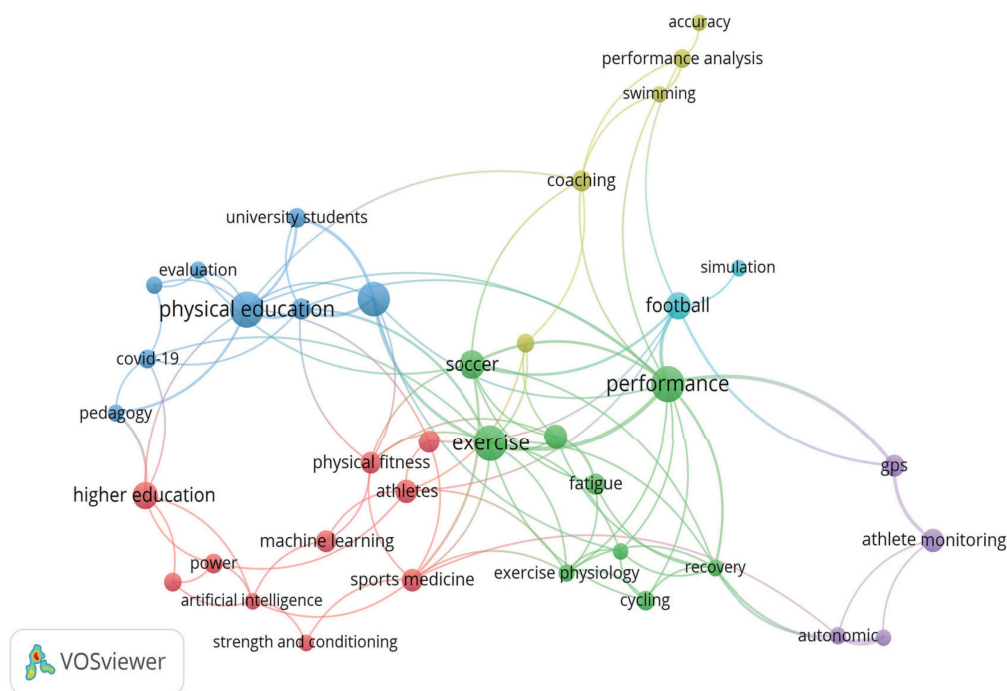 accuracy
performance analysis
swimming
coaching
university students
evaluation
simulation
physical education
football
covid-19
soccer
performance
pedagogy
exercise
physical fitness
gps
higher education
athletes
fatigue
machine learning
athlete monitoring
power
sports medicine
exercise physiology
recovery
artificial intelligence
cycling
strength and conditioning
autonomic
VOSviewer